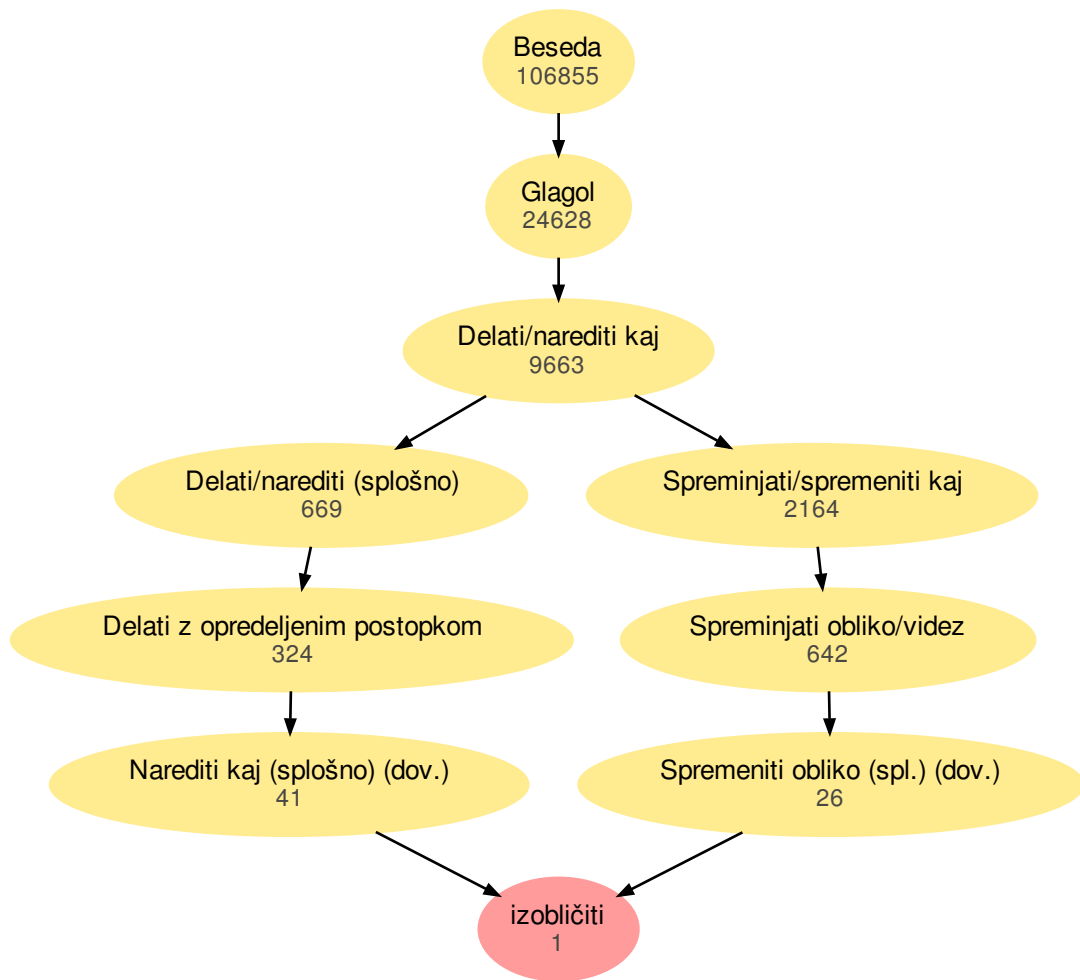 Beseda
106855
Glagol
24628
Delati/narediti kaj
9663
Delati/narediti (splošno)
669
Spreminjati/spremeniti kaj
2164
Delati z opredeljenim postopkom
324
Spreminjati obliko/videz
642
Narediti kaj (splošno) (dov.)
41
Spremeniti obliko (spl.) (dov.)
26
izobličiti
1